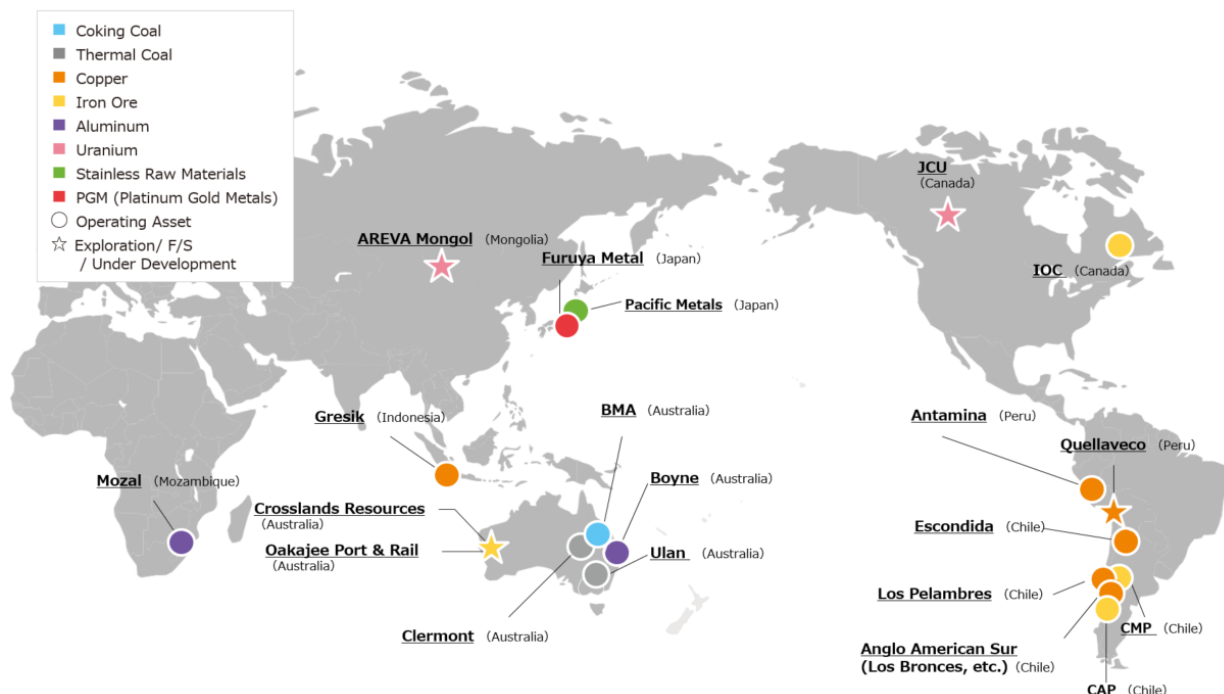 Coking Coal
Thermal Coal
Copper
Iron Ore
Aluminum
Uranium
Stainless Raw Materials
PGM (Platinum Gold Metals)
Operating Asset
Exploration/ F/S
/ Under Development
JCU
(Canada)
AREVA Mongol (Mongolia)
Furuya Metal (Japan)
IOC (Canada)
Pacific Metals (Japan)
Gresik (Indonesia)
BMA (Australia)
Antamina (Peru)
Quellaveco (Peru)
Mozal (Mozambique)
Boyne (Australia)
Crosslands Resources
(Australia)
Escondida (Chile)
Oakajee Port & Rail
(Australia)
Ulan (Australia)
Los Pelambres (Chile)
Clermont (Australia)
CMP (Chile)
Anglo American Sur
(Los Bronces, etc.) (Chile)
CAP (Chile)